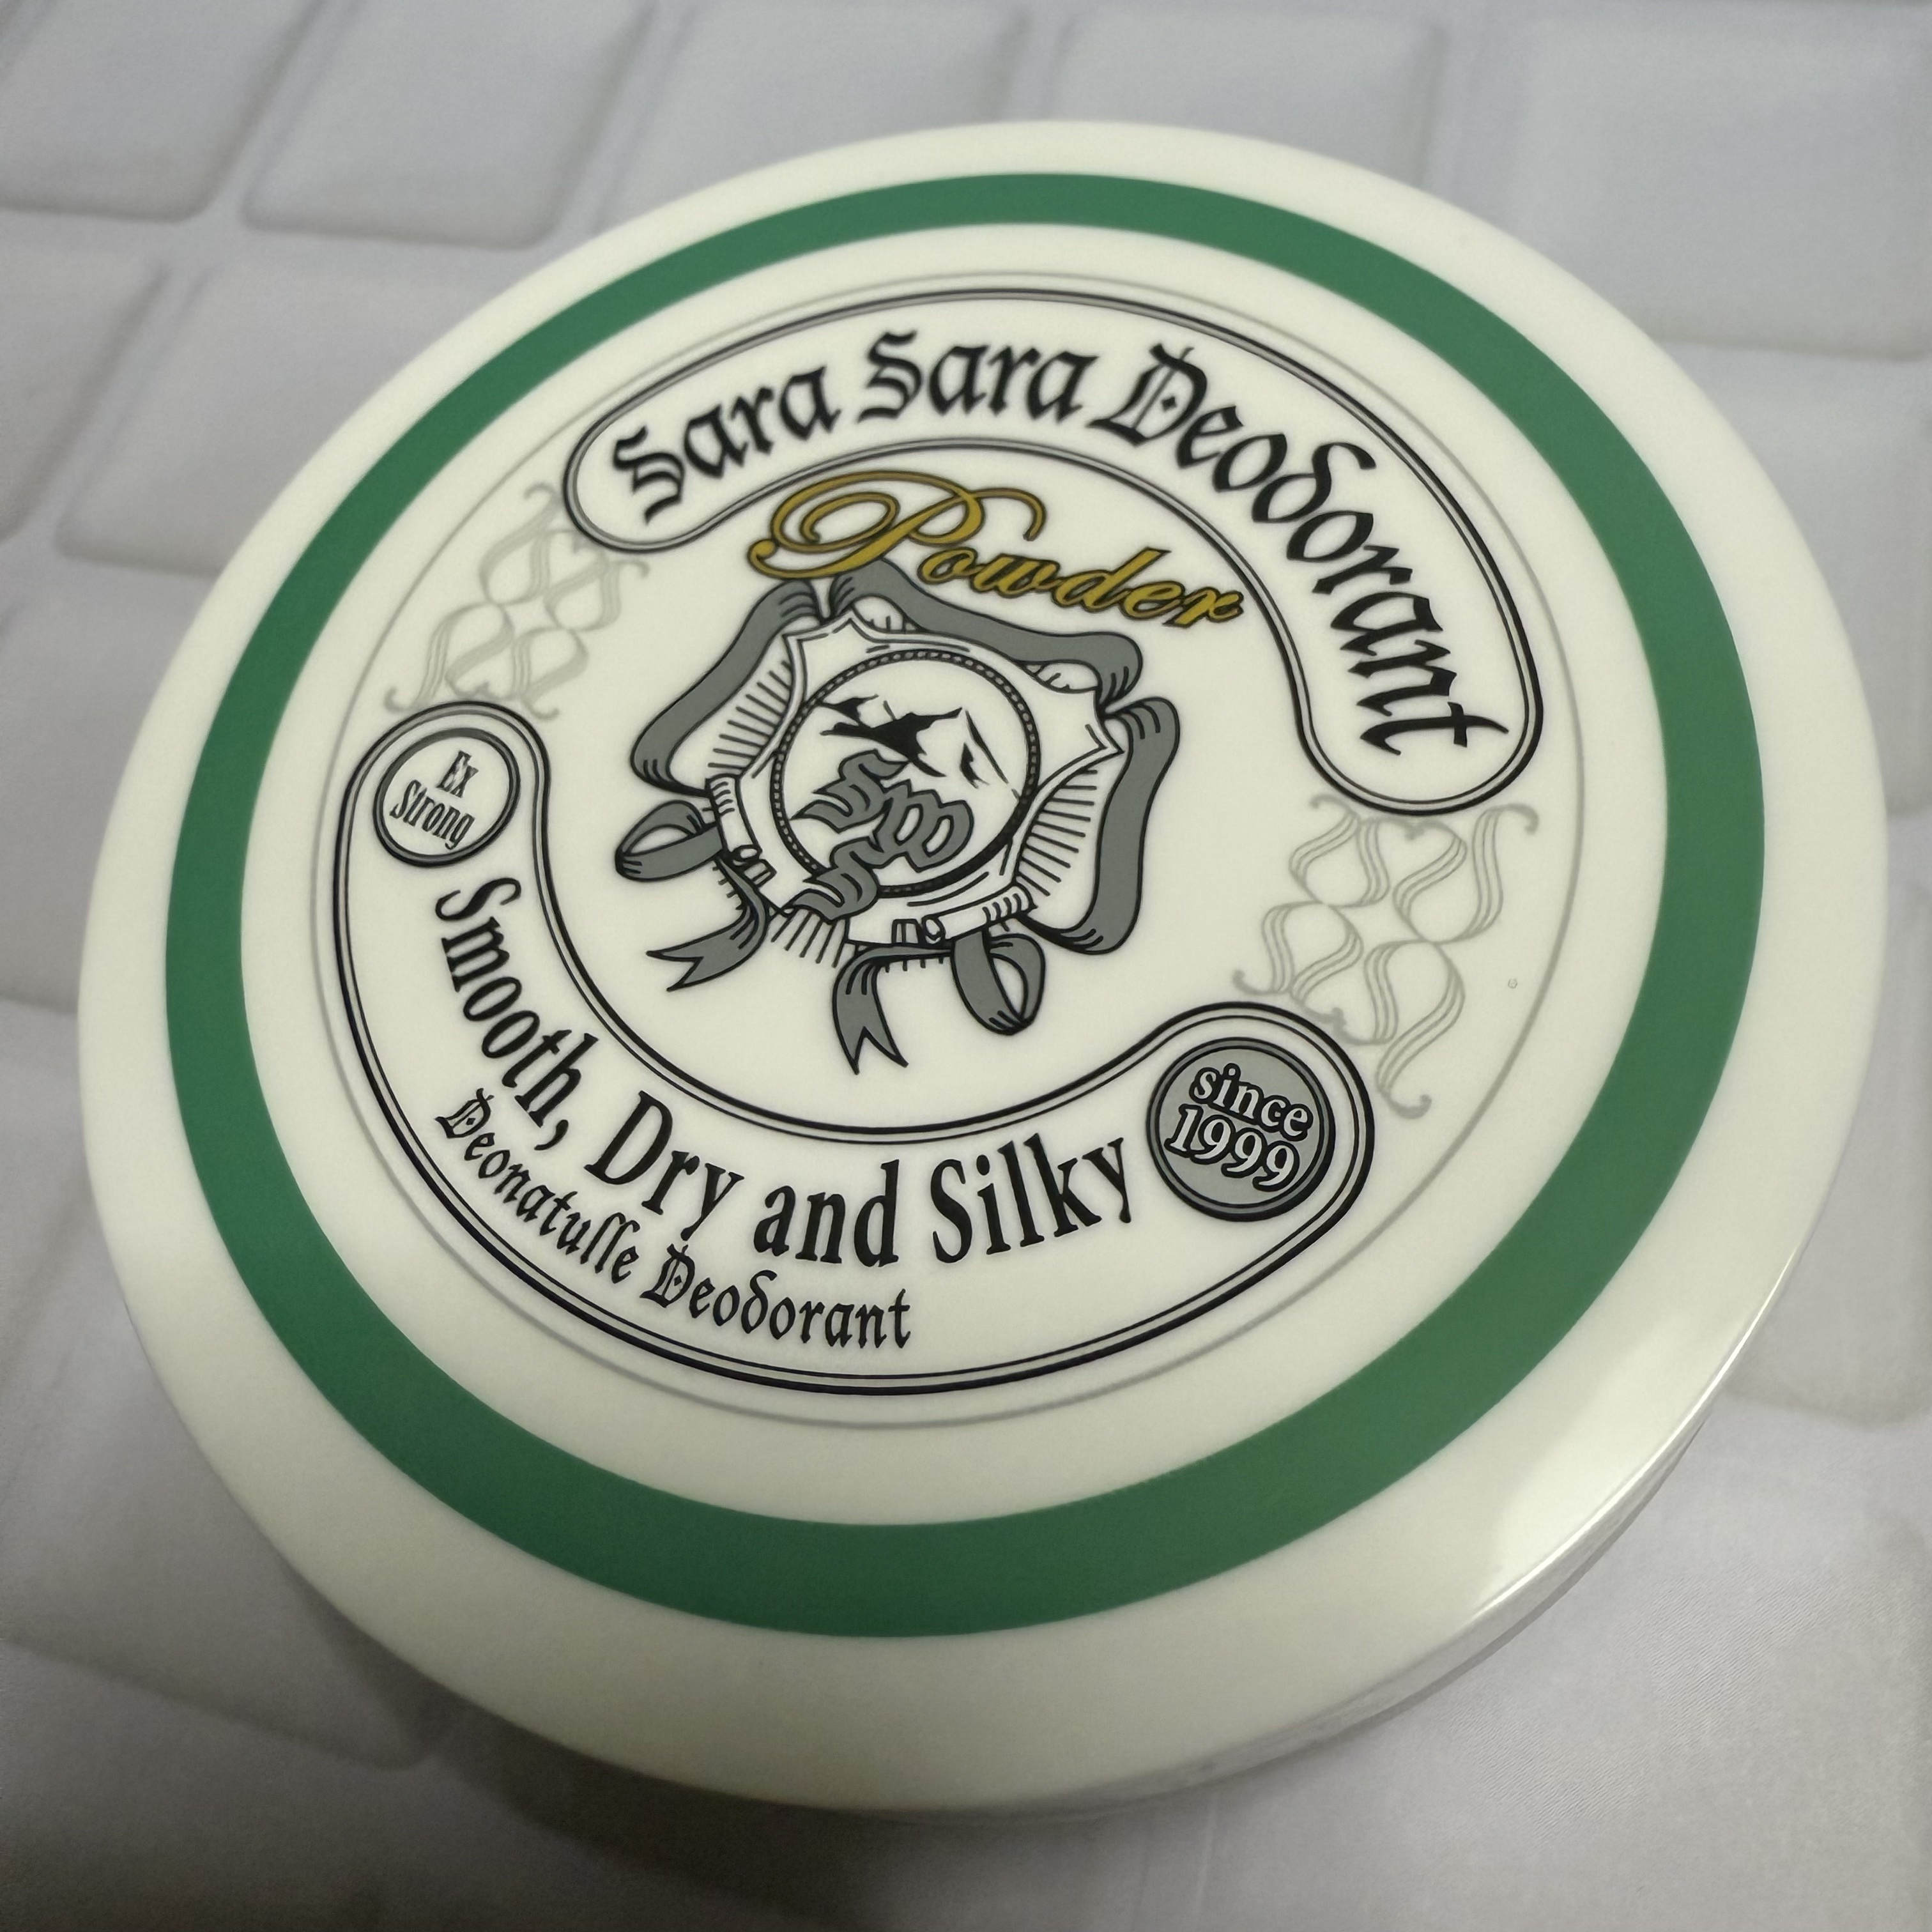 Sara Sara Deodorant
Powder
Ex
Strong
Smooth, Dry and Silky
Deonatulle Deodorant
since
1999